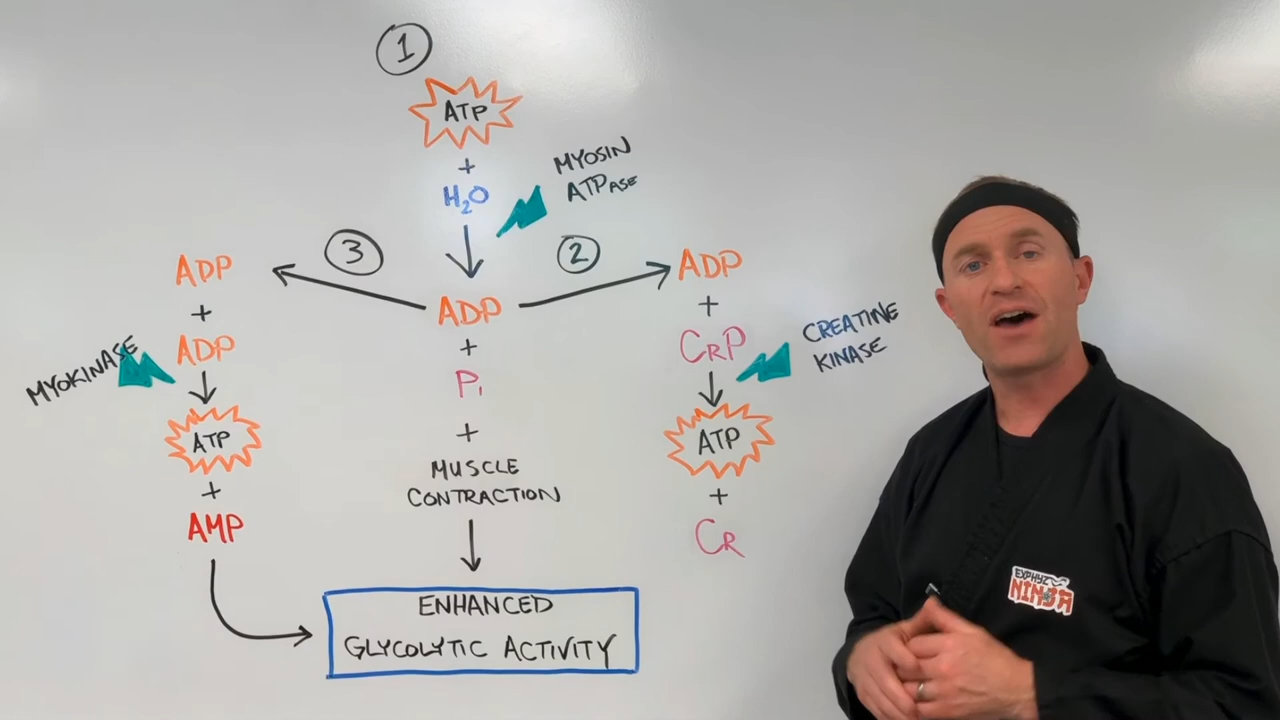 1
ATP
+
H₂O
MYOSIN
ATPASE
3
2
ADP
+
ADP
MYOKINASE
ATP
+
AMP
ADP
+
Pi
+
MUSCLE
CONTRACTION
ADP
+
CRP
CREATINE
KINASE
ATP
+
CR
ENHANCED
GLYCOLYTIC ACTIVITY
EXPHYZ
NINJA